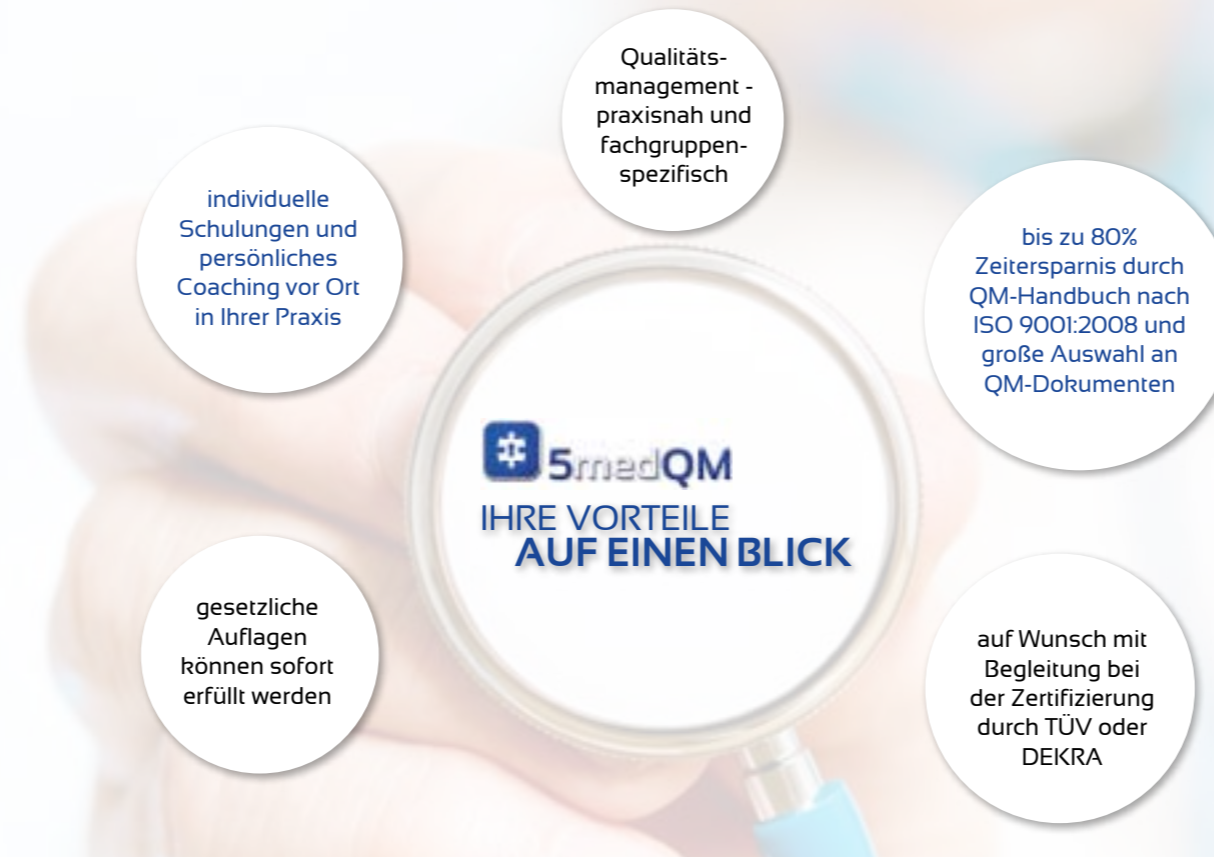 Qualitäts-
management -
praxisnah und
fachgruppen-
spezifisch
individuelle
Schulungen und
persönliches
Coaching vor Ort
in Ihrer Praxis
bis zu 80%
Zeitersparnis durch
QM-Handbuch nach
ISO 9001:2008 und
große Auswahl an
QM-Dokumenten
5medQM
IHRE VORTEILE
AUF EINEN BLICK
gesetzliche
Auflagen
können sofort
erfüllt werden
auf Wunsch mit
Begleitung bei
der Zertifizierung
durch TÜV oder
DEKRA